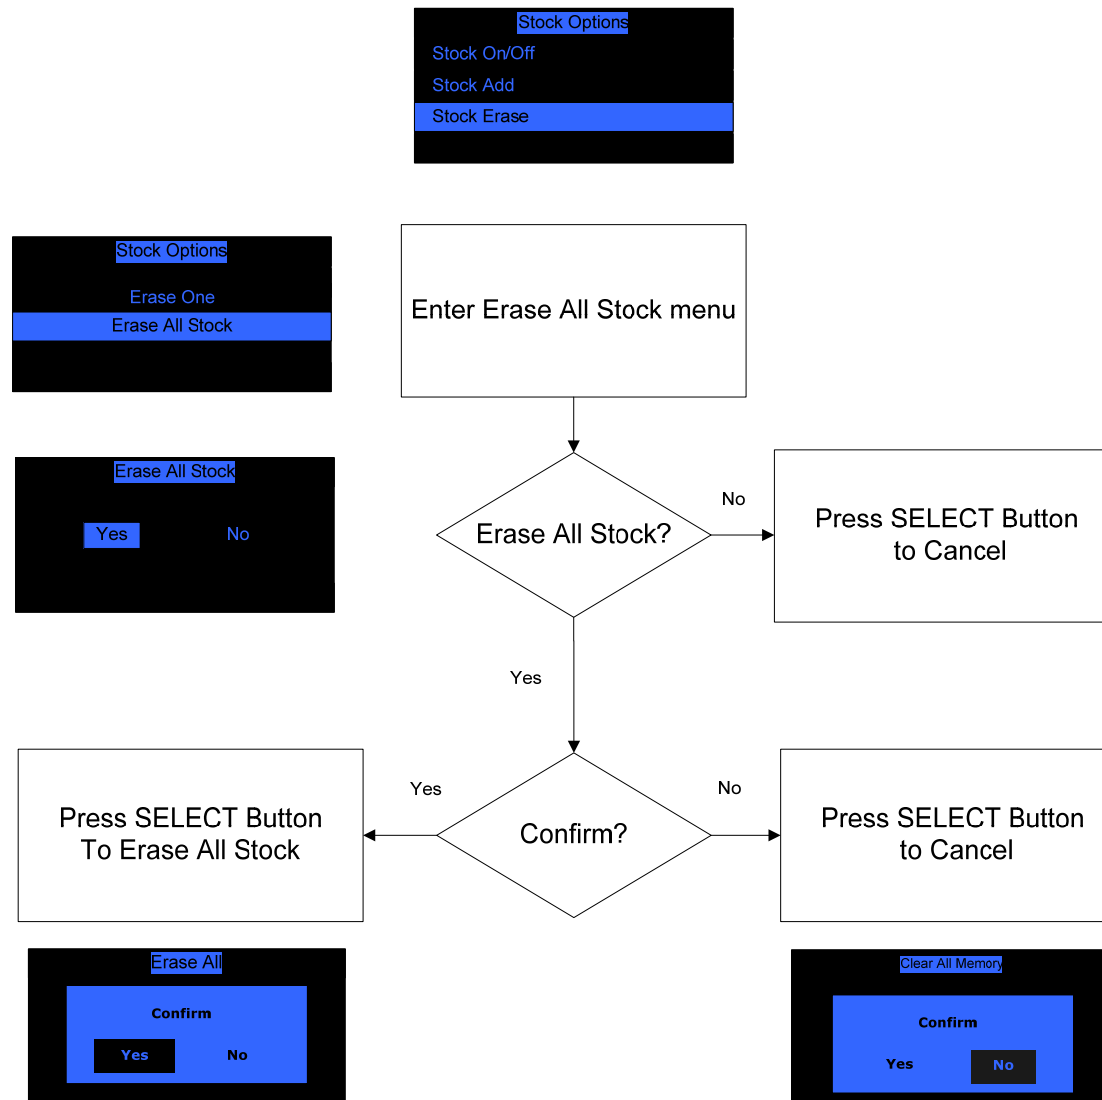 Stock Options
Stock On/Off
Stock Add
Stock Erase
Stock Options
Erase One
Erase All Stock
Enter Erase All Stock menu
Erase All Stock
Yes No
Erase All Stock?
No
Press SELECT Button
to Cancel
Yes
Press SELECT Button
To Erase All Stock
Yes
Confirm?
No
Press SELECT Button
to Cancel
Erase All
Confirm
Yes No
Clear All Memory
Confirm
Yes No